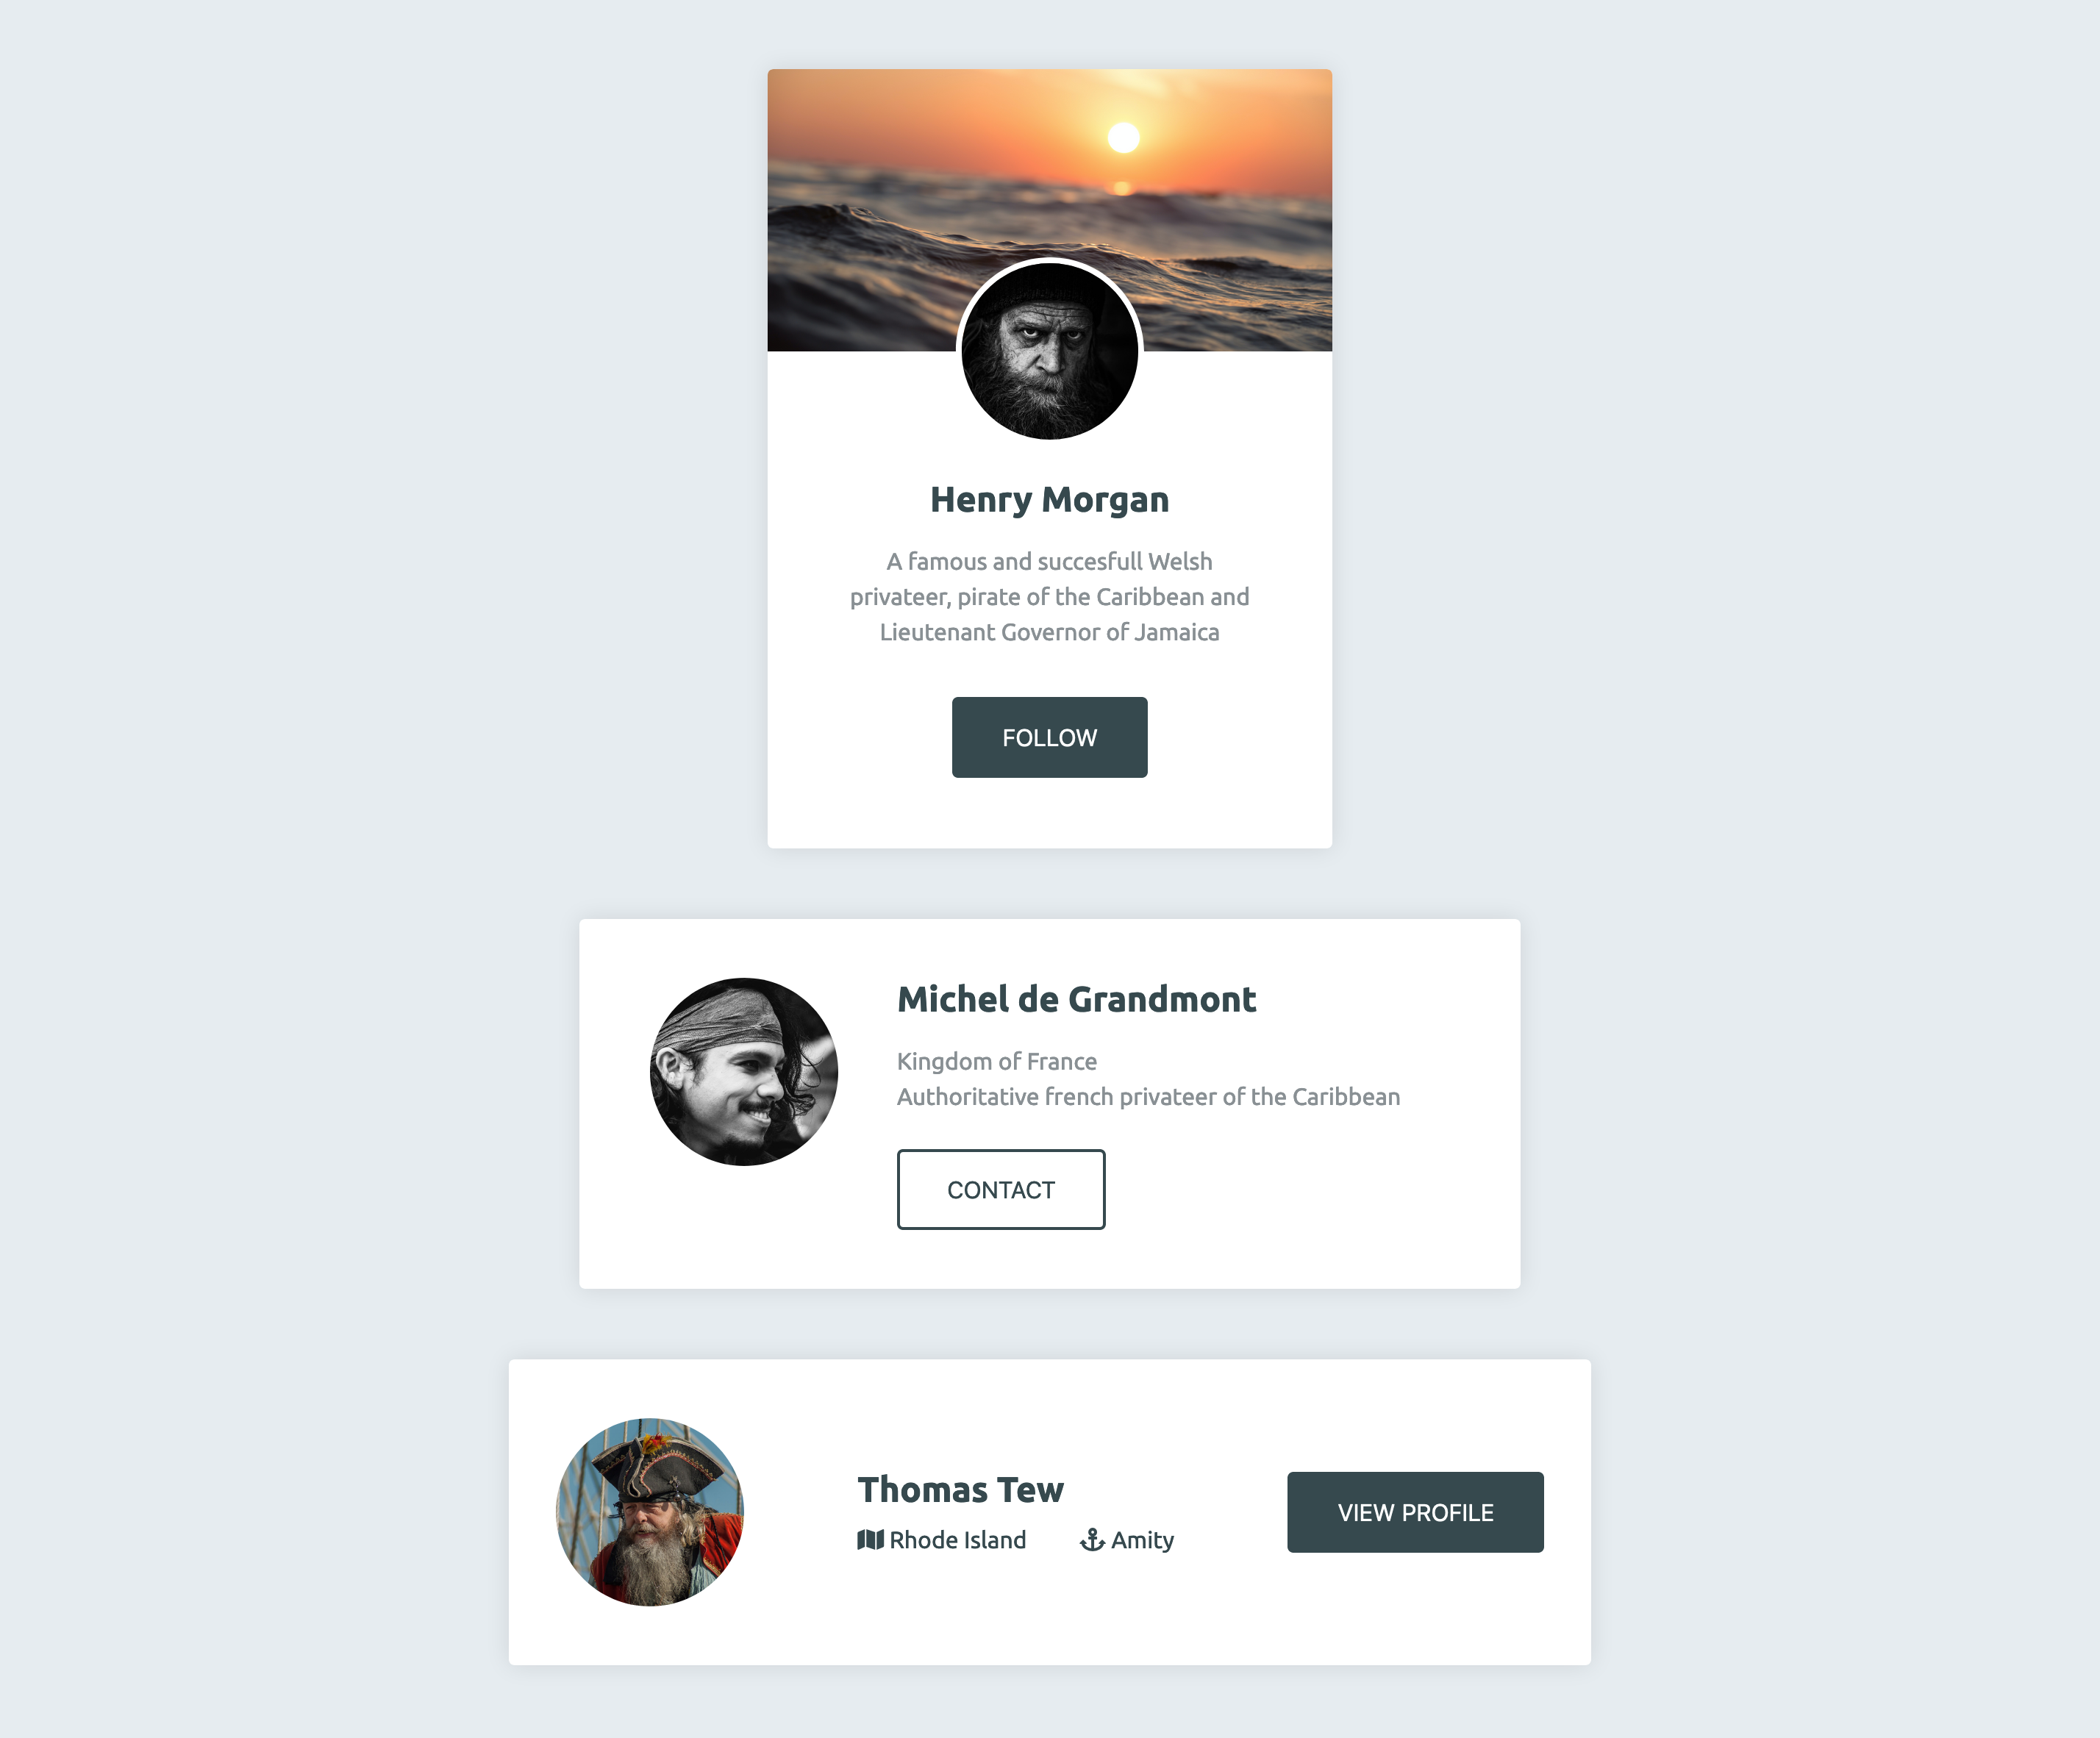 Henry Morgan
A famous and succesfull Welsh
privateer, pirate of the Caribbean and
Lieutenant Governor of Jamaica
FOLLOW
Michel de Grandmont
Kingdom of France
Authoritative french privateer of the Caribbean
CONTACT
Thomas Tew
Rhode Island Amity
VIEW PROFILE